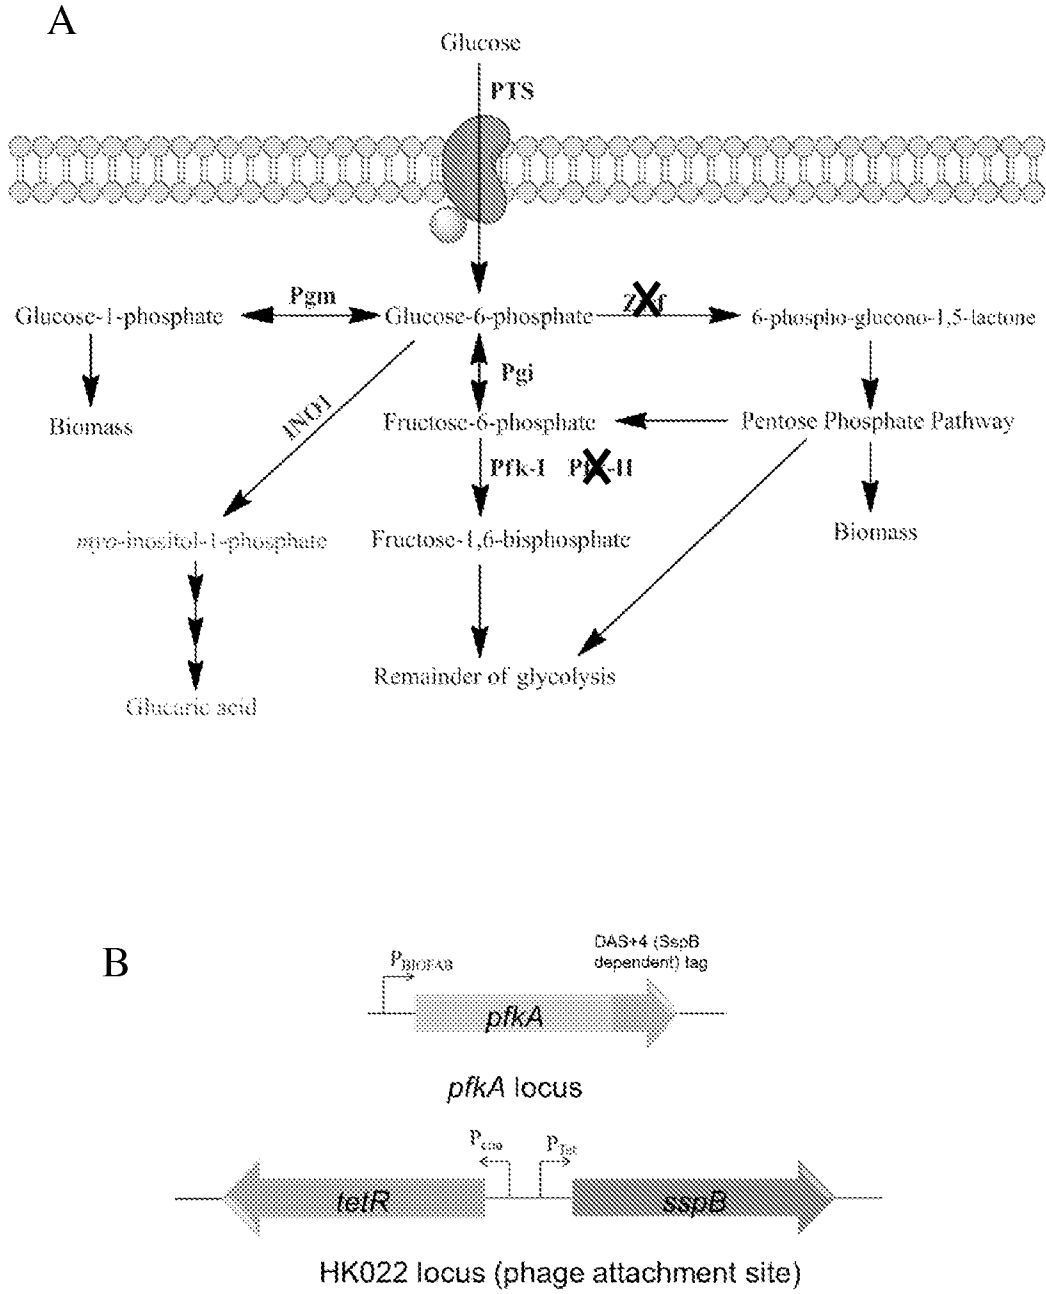 A
Glucose
PTS
Glucose-1-phosphate
Pgm
Glucose-6-phosphate
6-phospho-glucono-1,5-lactone
Pgi
INO1
Biomass
Fructose-6-phosphate
Pentose Phosphate Pathway
Pfk-I
myo-inositol-1-phosphate
Fructose-1,6-bisphosphate
Biomass
Remainder of glycolysis
Glucaric acid
B
DAS+4 (SspB
dependent) tag
PBIOFAB
pfkA
pfkA locus
PTet
tetR
sspB
HK022 locus (phage attachment site)